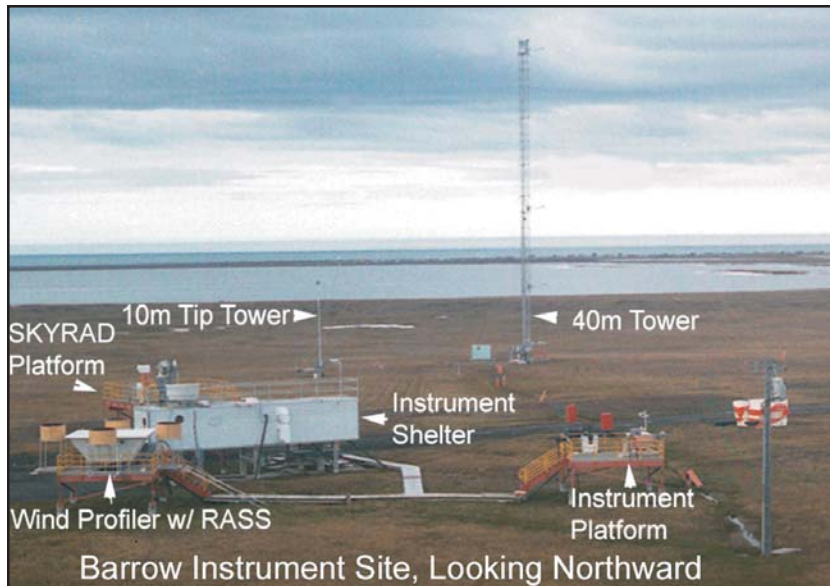 10m Tip Tower
40m Tower
SKYRAD
Platform
Instrument
Shelter
Wind Profiler w/ RASS
Instrument
Platform
Barrow Instrument Site, Looking Northward